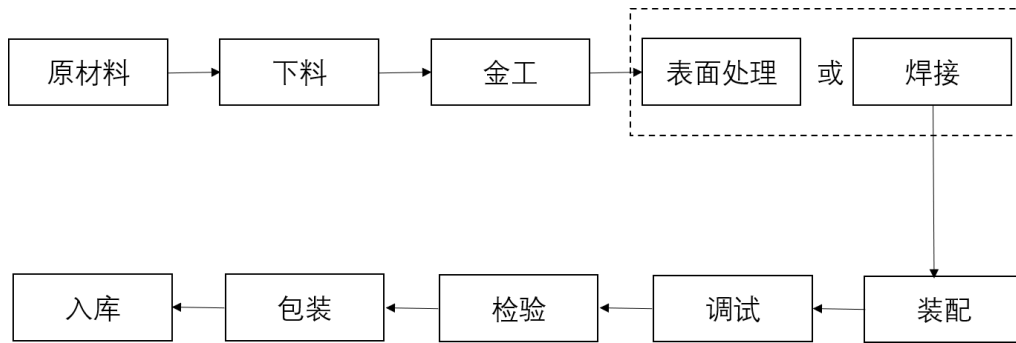 原材料
下料
金工
表面处理
或
焊接
装配
调试
检验
包装
入库